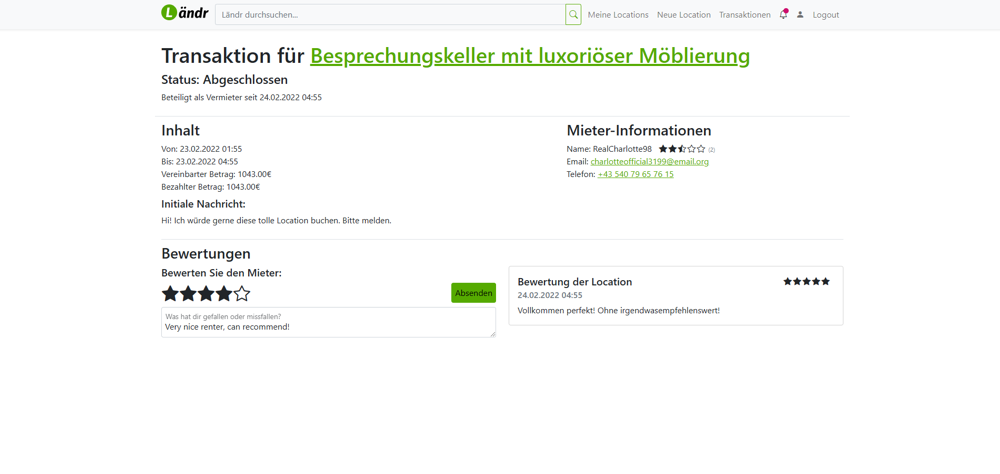 Ländr
Ländr durchsuchen...
Meine Locations
Neue Location
Transaktionen
Logout
Transaktion für Besprechungskeller mit luxoriöser Möblierung
Status: Abgeschlossen
Beteiligt als Vermieter seit 24.02.2022 04:55
Inhalt
Von: 23.02.2022 01:55
Bis: 23.02.2022 04:55
Vereinbarter Betrag: 1043.00€
Bezahlter Betrag: 1043.00€
Initiale Nachricht:
Hi! Ich würde gerne diese tolle Location buchen. Bitte melden.
Mieter-Informationen
Name: RealCharlotte98 (2)
Email: charlotteofficial3199@email.org
Telefon: +43 540 79 65 76 15
Bewertungen
Bewerten Sie den Mieter:
Absenden
Was hat dir gefallen oder missfallen?
Very nice renter, can recommend!
Bewertung der Location
24.02.2022 04:55
Vollkommen perfekt! Ohne irgendwasempfehlenswert!